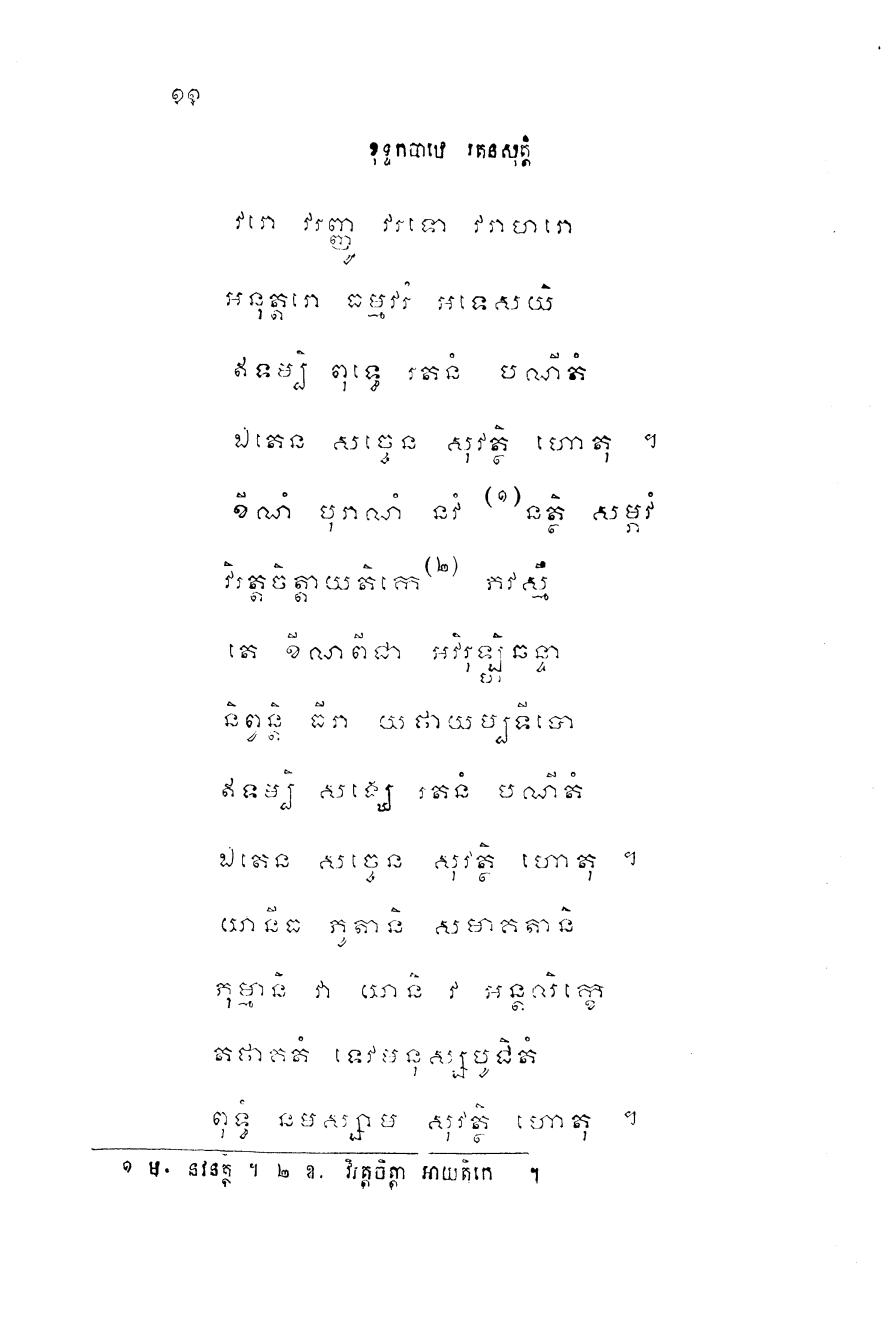 ១១
ខុទ្ទកបាឋេ រតនសុត្តំ
វរោ វរញ្ញូ វរទោ វរាហរោ
អនុត្តរោ ធម្មវរំ អទេសយិ
ឥទម្បិ ពុទ្ធេ រតនំ បណីតំ
ឯតេន សច្ចេន សុវត្ថិ ហោតុ ។
ខីណំ បុរាណំ នវំ (១) នត្ថិ សម្ភវំ
វិរត្តចិត្តាយតិកេ (២) ភវស្មឹ
តេ ខីណពីជា អវិរុឡ្ហិឆន្ទា
និព្វន្តិ ធីរា យថាយម្បទីបោ
ឥទម្បិ សង្ឃេ រតនំ បណីតំ
ឯតេន សច្ចេន សុវត្ថិ ហោតុ ។
យានីធ ភូតានិ សមាគតានិ
ភុម្មានិ វា យានិ វ អន្តលិក្ខេ
តថាគតំ ទេវមនុស្សបូជិតំ
ពុទ្ធំ នមស្សាម សុវត្ថិ ហោតុ ។
១ ម. នវនត្ថិ ។ ២ ឱ. វិរត្តចិត្តា អាយតិកេ ។